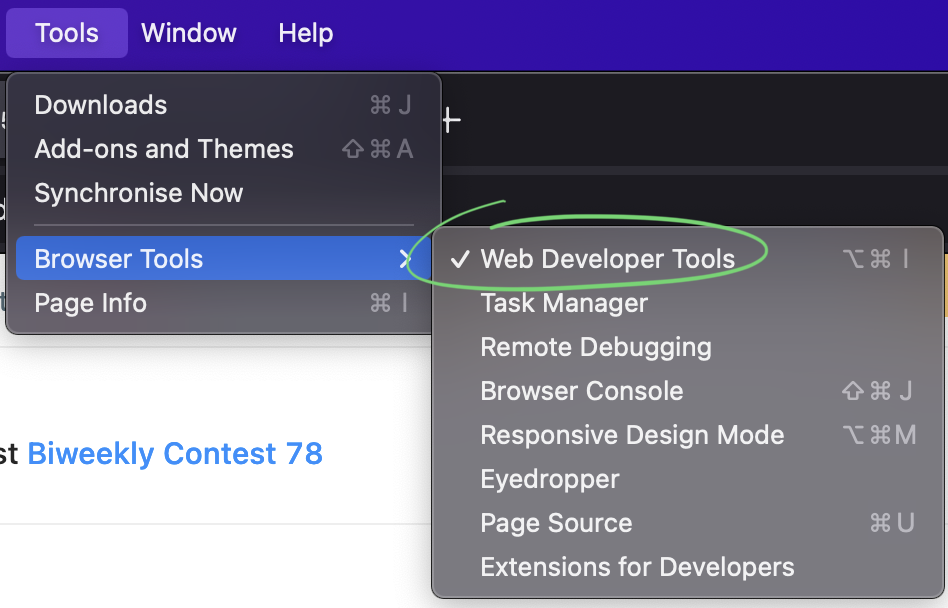 Tools Window Help
Downloads ⌘ J
Add-ons and Themes ⇧ ⌘ A
Synchronise Now
Browser Tools
Page Info ⌘ I
✓ Web Developer Tools ⌥ ⌘ I
Task Manager
Remote Debugging
Browser Console ⇧ ⌘ J
Responsive Design Mode ⌥ ⌘ M
Eyedropper
Page Source ⌘ U
Extensions for Developers
Biweekly Contest 78